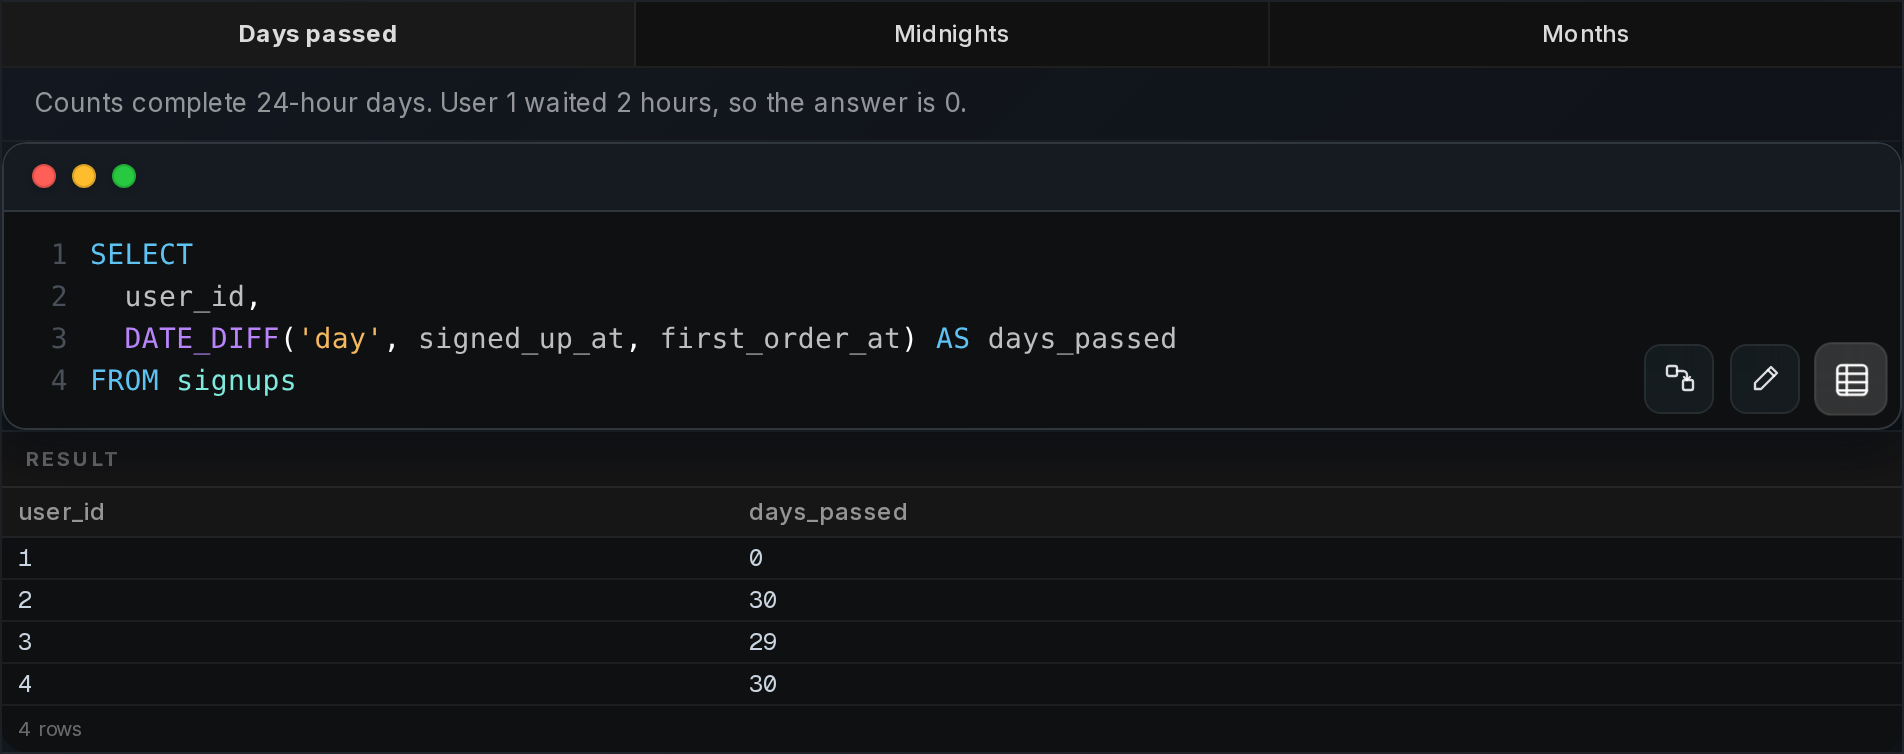 Days passed Midnights Months
Counts complete 24-hour days. User 1 waited 2 hours, so the answer is 0.
1 SELECT
2 user_id,
3 DATE_DIFF('day', signed_up_at, first_order_at) AS days_passed
4 FROM signups
RESULT
user_id days_passed
1 0
2 30
3 29
4 30
4 rows